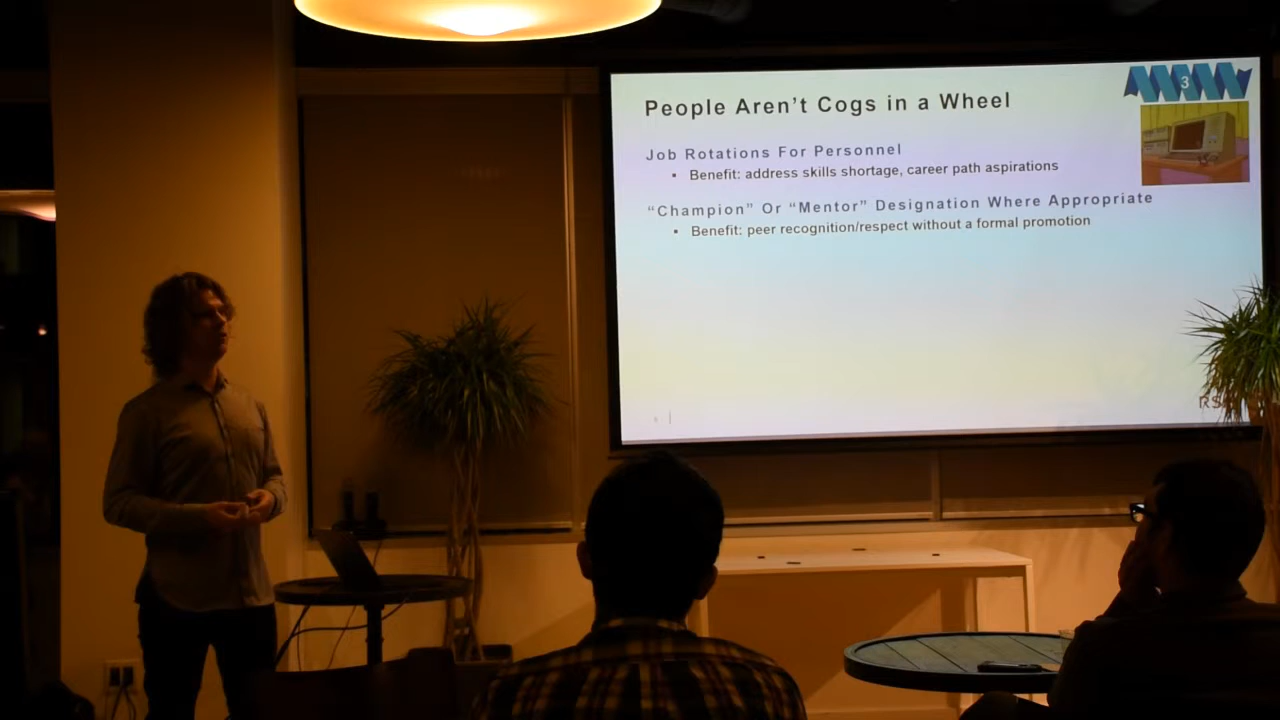 3
People Aren't Cogs in a Wheel
Job Rotations For Personnel
• Benefit: address skills shortage, career path aspirations
"Champion" Or "Mentor" Designation Where Appropriate
• Benefit: peer recognition/respect without a formal promotion